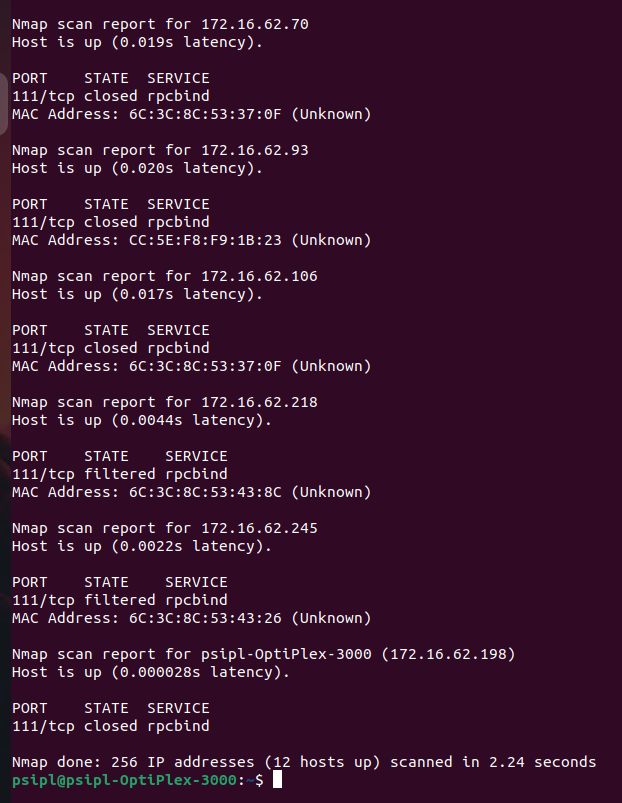 Nmap scan report for 172.16.62.70
Host is up (0.019s latency).
PORT    STATE  SERVICE
111/tcp closed rpcbind
MAC Address: 6C:3C:8C:53:37:0F (Unknown)
Nmap scan report for 172.16.62.93
Host is up (0.020s latency).
PORT    STATE  SERVICE
111/tcp closed rpcbind
MAC Address: CC:5E:F8:F9:1B:23 (Unknown)
Nmap scan report for 172.16.62.106
Host is up (0.017s latency).
PORT    STATE  SERVICE
111/tcp closed rpcbind
MAC Address: 6C:3C:8C:53:37:0F (Unknown)
Nmap scan report for 172.16.62.218
Host is up (0.0044s latency).
PORT    STATE    SERVICE
111/tcp filtered rpcbind
MAC Address: 6C:3C:8C:53:43:8C (Unknown)
Nmap scan report for 172.16.62.245
Host is up (0.0022s latency).
PORT    STATE    SERVICE
111/tcp filtered rpcbind
MAC Address: 6C:3C:8C:53:43:26 (Unknown)
Nmap scan report for psipl-OptiPlex-3000 (172.16.62.198)
Host is up (0.000028s latency).
PORT    STATE  SERVICE
111/tcp closed rpcbind
Nmap done: 256 IP addresses (12 hosts up) scanned in 2.24 seconds
psipl@psipl-OptiPlex-3000:~$